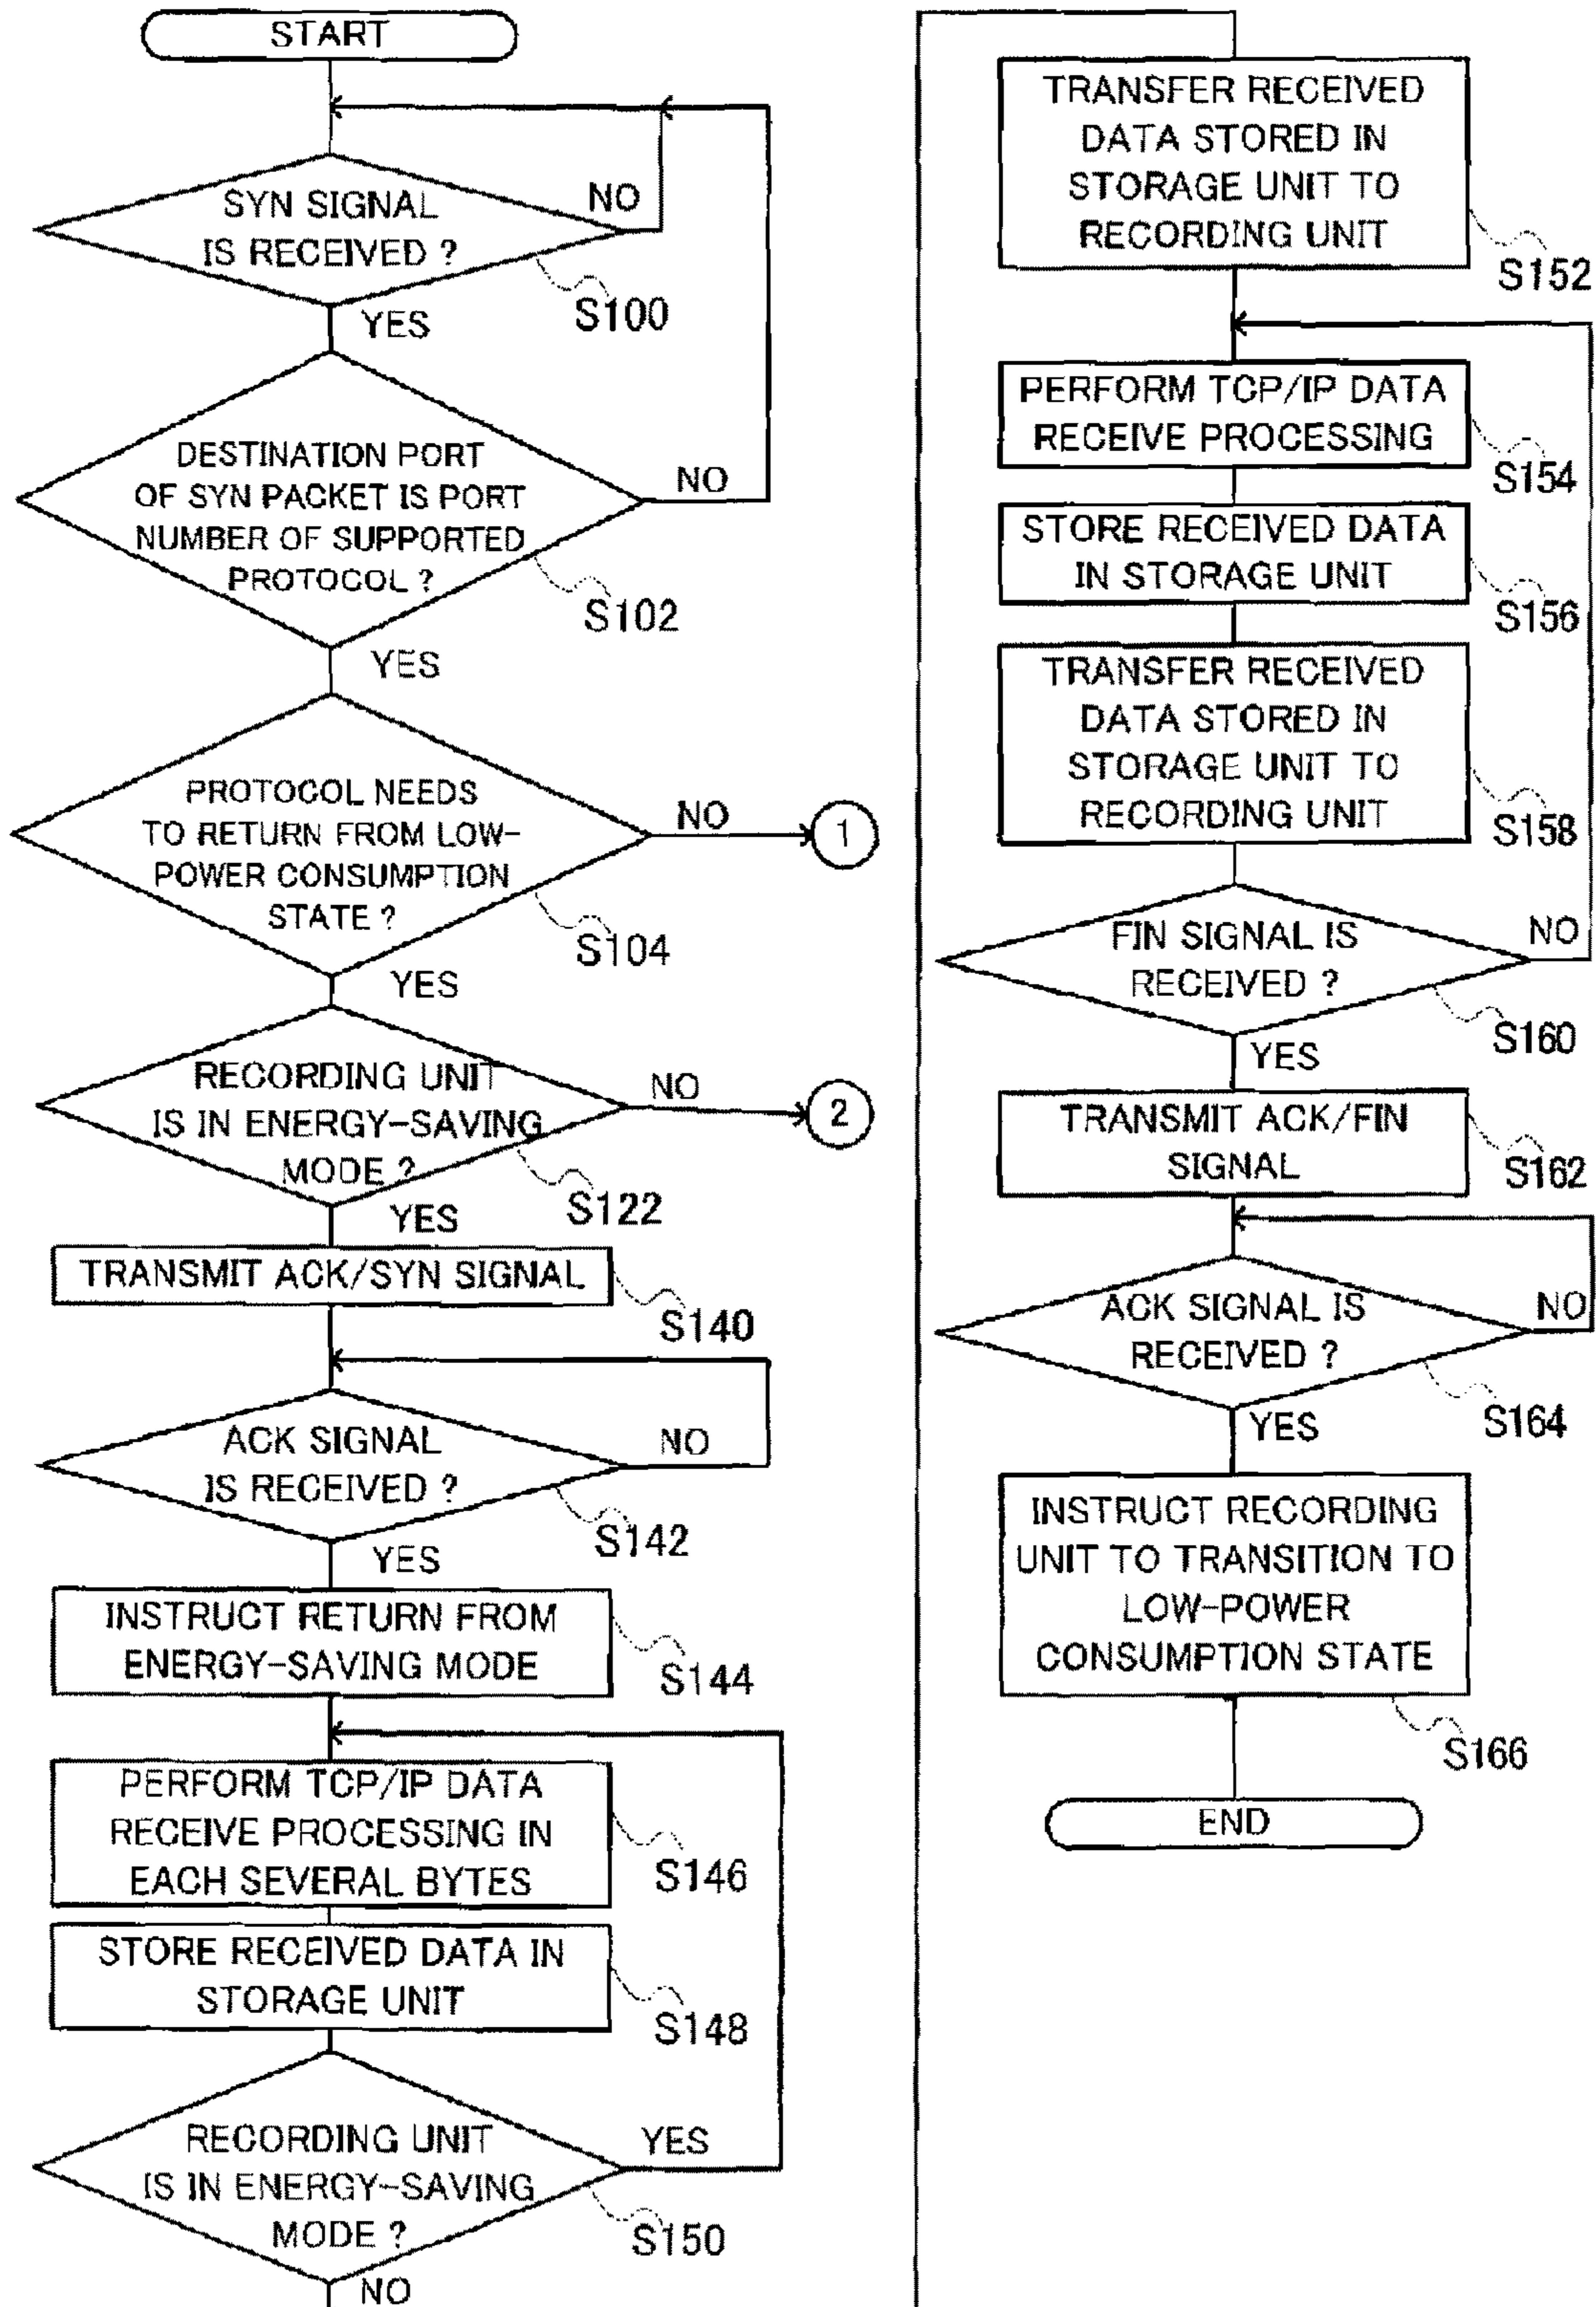 START
SYN SIGNAL
IS RECEIVED ?
NO
S100
YES
DESTINATION PORT
OF SYN PACKET IS PORT
NUMBER OF SUPPORTED
PROTOCOL ?
NO
S102
YES
PROTOCOL NEEDS
TO RETURN FROM LOW-
POWER CONSUMPTION
STATE ?
NO
1
S104
YES
RECORDING UNIT
IS IN ENERGY-SAVING
MODE ?
NO
2
S122
YES
TRANSMIT ACK/SYN SIGNAL
S140
ACK SIGNAL
IS RECEIVED ?
NO
S142
YES
INSTRUCT RETURN FROM
ENERGY-SAVING MODE
S144
PERFORM TCP/IP DATA
RECEIVE PROCESSING IN
EACH SEVERAL BYTES
S146
STORE RECEIVED DATA IN
STORAGE UNIT
S148
RECORDING UNIT
IS IN ENERGY-SAVING
MODE ?
YES
S150
NO
TRANSFER RECEIVED
DATA STORED IN
STORAGE UNIT TO
RECORDING UNIT
S152
PERFORM TCP/IP DATA
RECEIVE PROCESSING
S154
STORE RECEIVED DATA
IN STORAGE UNIT
S156
TRANSFER RECEIVED
DATA STORED IN
STORAGE UNIT TO
RECORDING UNIT
S158
FIN SIGNAL IS
RECEIVED ?
NO
S160
YES
TRANSMIT ACK/FIN
SIGNAL
S162
ACK SIGNAL IS
RECEIVED ?
NO
S164
YES
INSTRUCT RECORDING
UNIT TO TRANSITION TO
LOW-POWER
CONSUMPTION STATE
S166
END